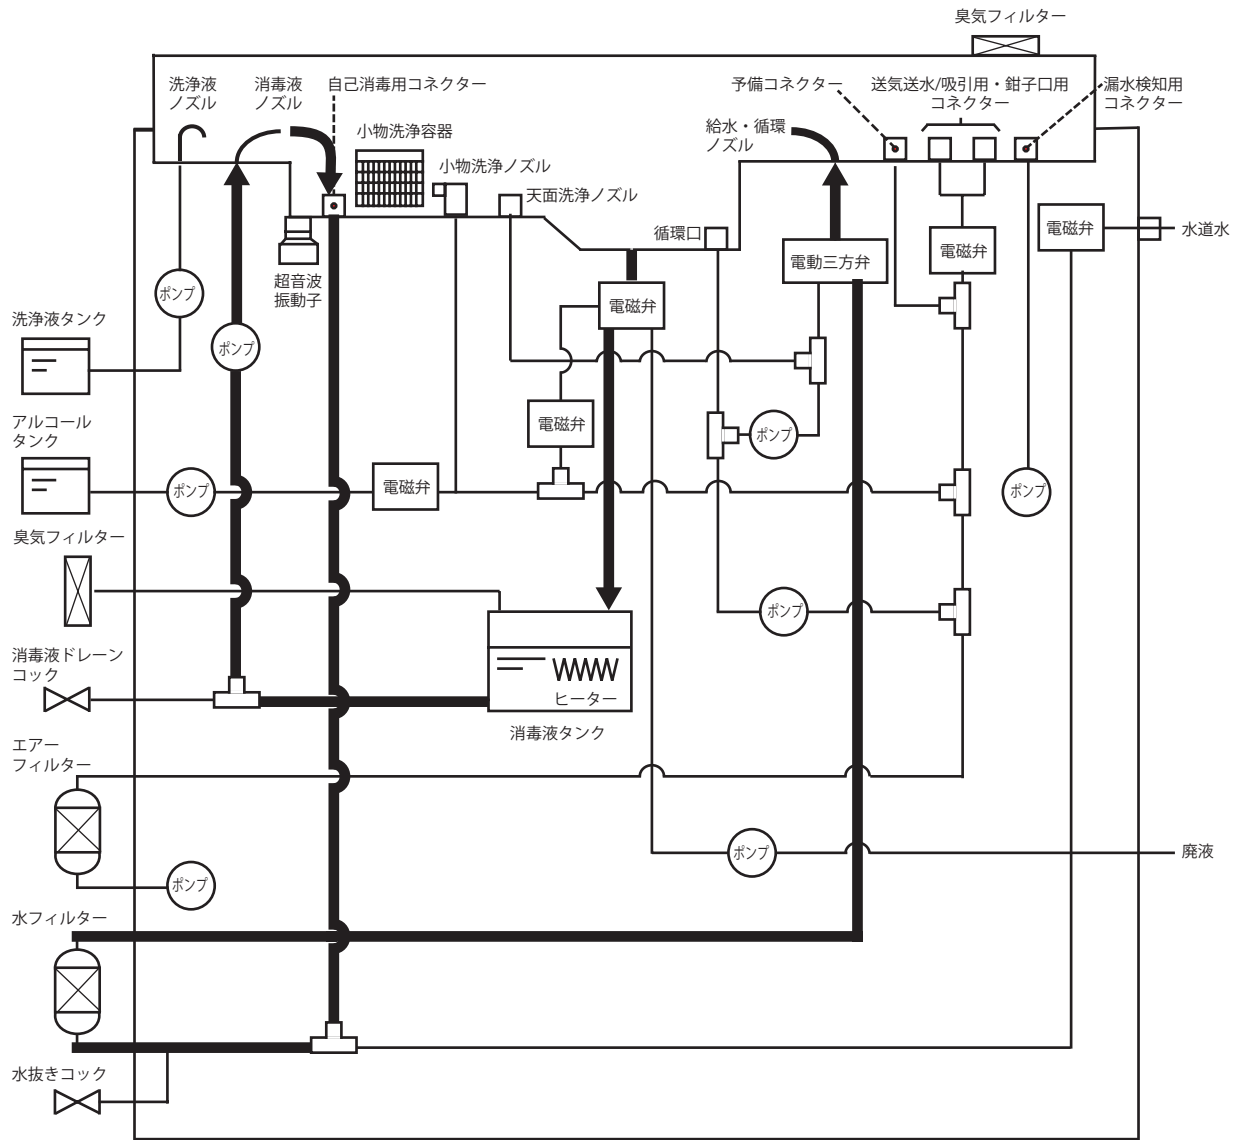 臭気フィルター
洗浄液
ノズル
消毒液
ノズル
自己消毒用コネクター
小物洗浄容器
小物洗浄ノズル
天面洗浄ノズル
予備コネクター
送気送水/吸引用・鉗子口用
コネクター
漏水検知用
コネクター
給水・循環
ノズル
循環口
電磁弁
水道水
電動三方弁
電磁弁
超音波
振動子
ポンプ
電磁弁
洗浄液タンク
ポンプ
アルコール
タンク
電磁弁
ポンプ
ポンプ
電磁弁
ポンプ
臭気フィルター
ポンプ
消毒液ドレーン
コック
ヒーター
消毒液タンク
エアー
フィルター
ポンプ
廃液
ポンプ
水フィルター
水抜きコック